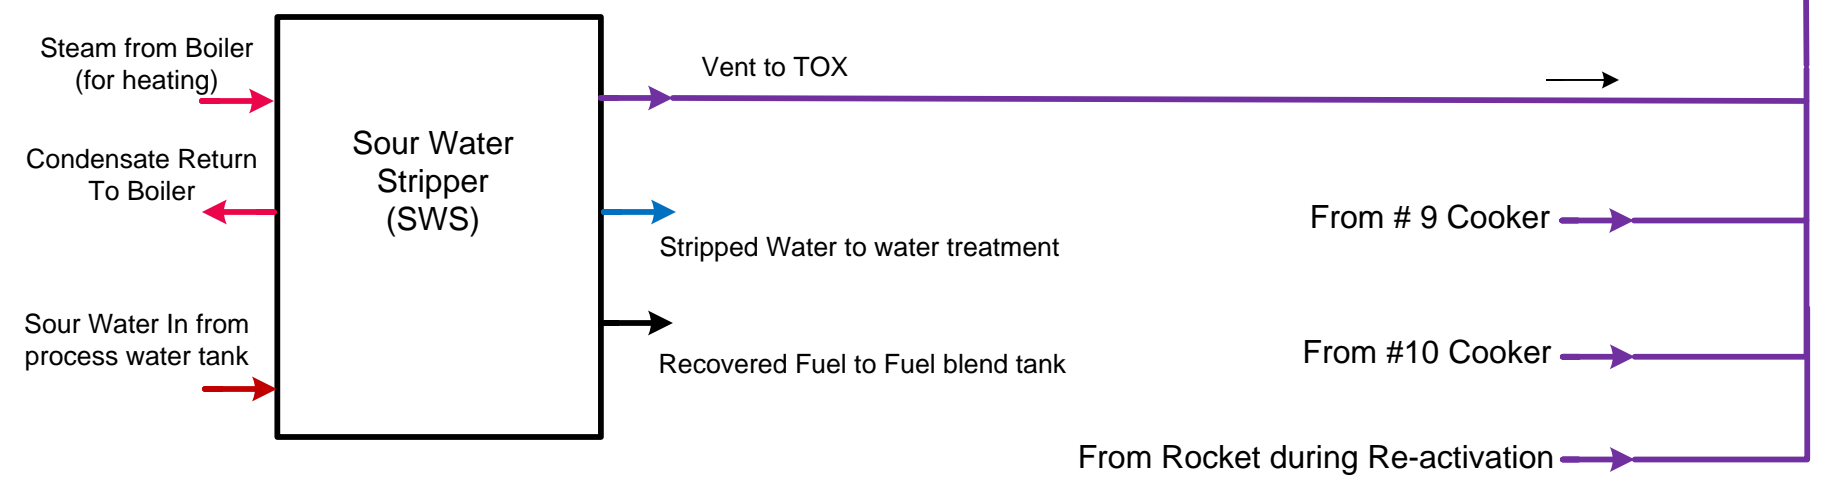 Steam from Boiler
(for heating)
Vent to TOX
Sour Water
Stripper
(SWS)
Condensate Return
To Boiler
From # 9 Cooker
Stripped Water to water treatment
Sour Water In from
process water tank
From #10 Cooker
Recovered Fuel to Fuel blend tank
From Rocket during Re-activation